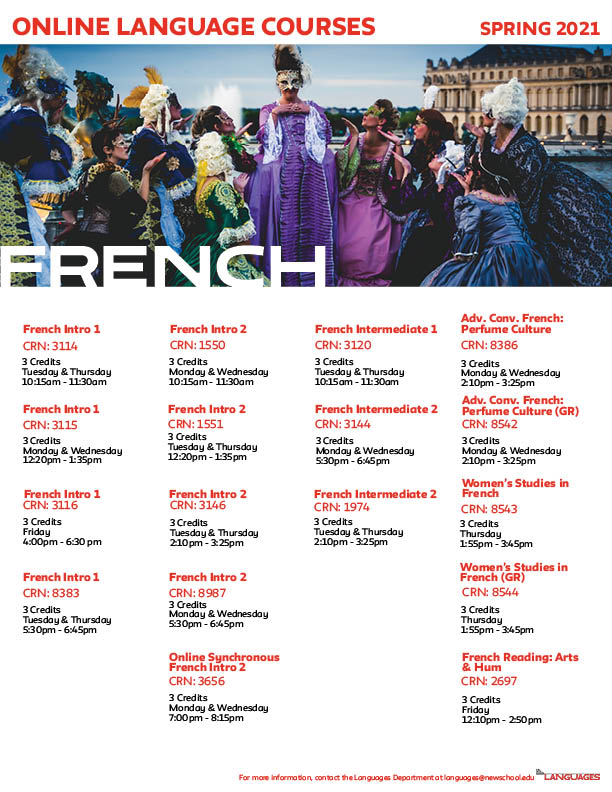 ONLINE LANGUAGE COURSES
SPRING 2021
FRENCH
French Intro 1
CRN: 3114
3 Credits
Tuesday & Thursday
10:15am - 11:30am
French Intro 1
CRN: 3115
3 Credits
Monday & Wednesday
12:20pm - 1:35pm
French Intro 1
CRN: 3116
3 Credits
Friday
4:00pm - 6:30 pm
French Intro 1
CRN: 8383
3 Credits
Tuesday & Thursday
5:30pm - 6:45pm
French Intro 2
CRN: 1550
3 Credits
Monday & Wednesday
10:15am - 11:30am
French Intro 2
CRN: 1551
3 Credits
Tuesday & Thursday
12:20pm - 1:35pm
French Intro 2
CRN: 3146
3 Credits
Tuesday & Thursday
2:10pm - 3:25pm
French Intro 2
CRN: 8987
3 Credits
Monday & Wednesday
5:30pm - 6:45pm
Online Synchronous
French Intro 2
CRN: 3656
3 Credits
Monday & Wednesday
7:00pm - 8:15pm
French Intermediate 1
CRN: 3120
3 Credits
Tuesday & Thursday
10:15am - 11:30am
French Intermediate 2
CRN: 3144
3 Credits
Monday & Wednesday
5:30pm - 6:45pm
French Intermediate 2
CRN: 1974
3 Credits
Tuesday & Thursday
2:10pm - 3:25pm
Adv. Conv. French:
Perfume Culture
CRN: 8386
3 Credits
Monday & Wednesday
2:10pm - 3:25pm
Adv. Conv. French:
Perfume Culture (GR)
CRN: 8542
3 Credits
Monday & Wednesday
2:10pm - 3:25pm
Women's Studies in
French
CRN: 8543
3 Credits
Thursday
1:55pm - 3:45pm
Women's Studies in
French (GR)
CRN: 8544
3 Credits
Thursday
1:55pm - 3:45pm
French Reading: Arts
& Hum
CRN: 2697
3 Credits
Friday
12:10pm - 2:50pm
For more information, contact the Languages Department at languages@newschool.edu
LANGUAGES